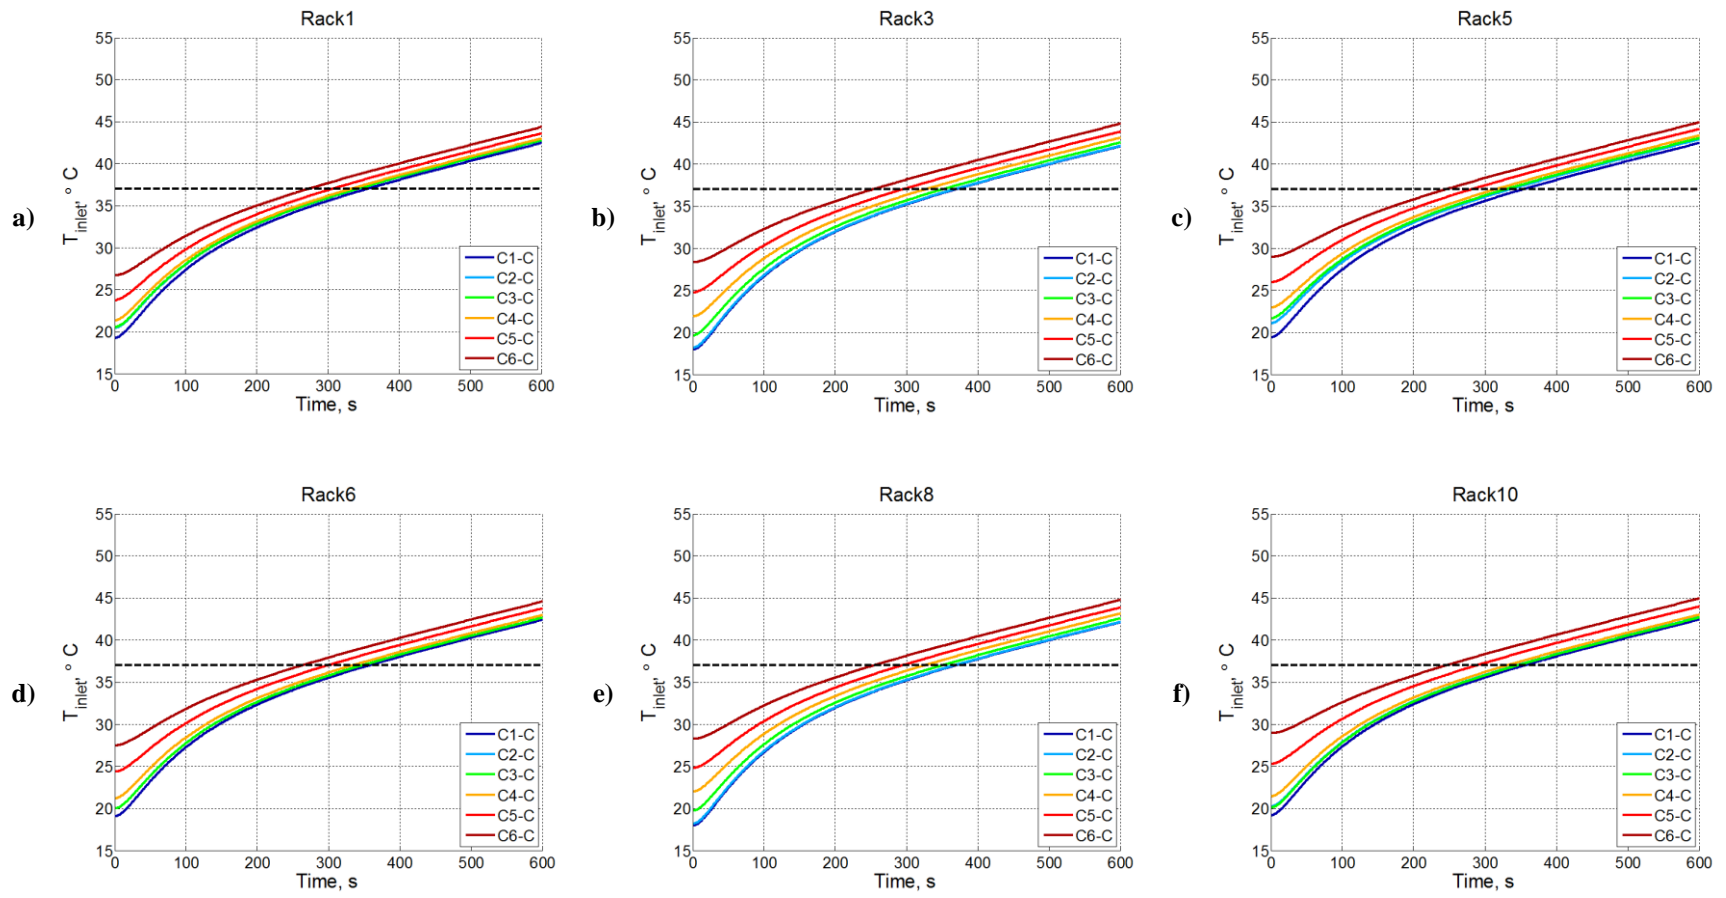 Rack1
55
50
45
40
35
30
25
20
15
T_inlet, ° C
a)
C1-C
C2-C
C3-C
C4-C
C5-C
C6-C
0 100 200 300 400 500 600
Time, s
Rack3
55
50
45
40
35
30
25
20
15
T_inlet, ° C
b)
C1-C
C2-C
C3-C
C4-C
C5-C
C6-C
0 100 200 300 400 500 600
Time, s
Rack5
55
50
45
40
35
30
25
20
15
T_inlet, ° C
c)
C1-C
C2-C
C3-C
C4-C
C5-C
C6-C
0 100 200 300 400 500 600
Time, s
Rack6
55
50
45
40
35
30
25
20
15
T_inlet, ° C
d)
C1-C
C2-C
C3-C
C4-C
C5-C
C6-C
0 100 200 300 400 500 600
Time, s
Rack8
55
50
45
40
35
30
25
20
15
T_inlet, ° C
e)
C1-C
C2-C
C3-C
C4-C
C5-C
C6-C
0 100 200 300 400 500 600
Time, s
Rack10
55
50
45
40
35
30
25
20
15
T_inlet, ° C
f)
C1-C
C2-C
C3-C
C4-C
C5-C
C6-C
0 100 200 300 400 500 600
Time, s